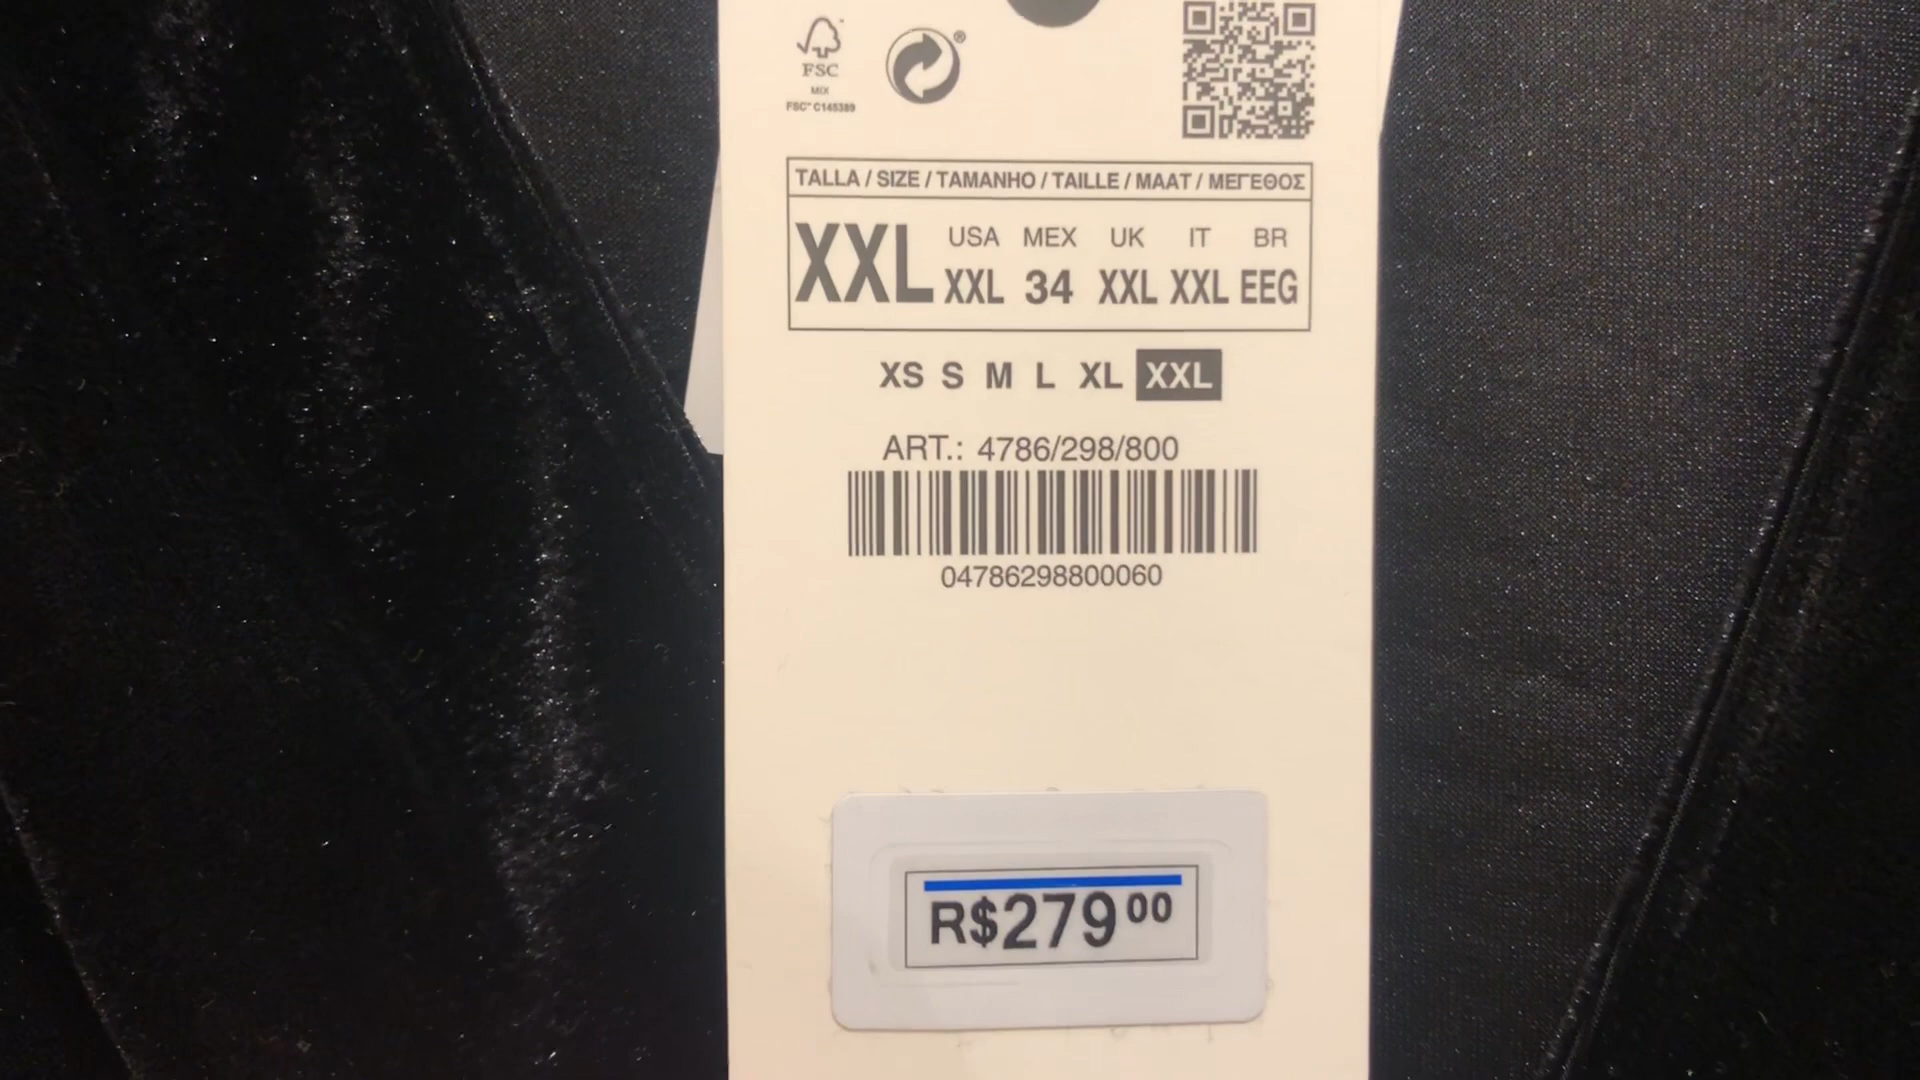 FSC
MIX
FSC™ C145389
®
TALLA / SIZE / TAMANHO / TAILLE / MAAT / ΜΕΓΕΘΟΣ
USA MEX UK IT BR
XXL XXL 34 XXL XXL EEG
XS S M L XL XXL
ART.: 4786/298/800
04786298800060
R$279 00